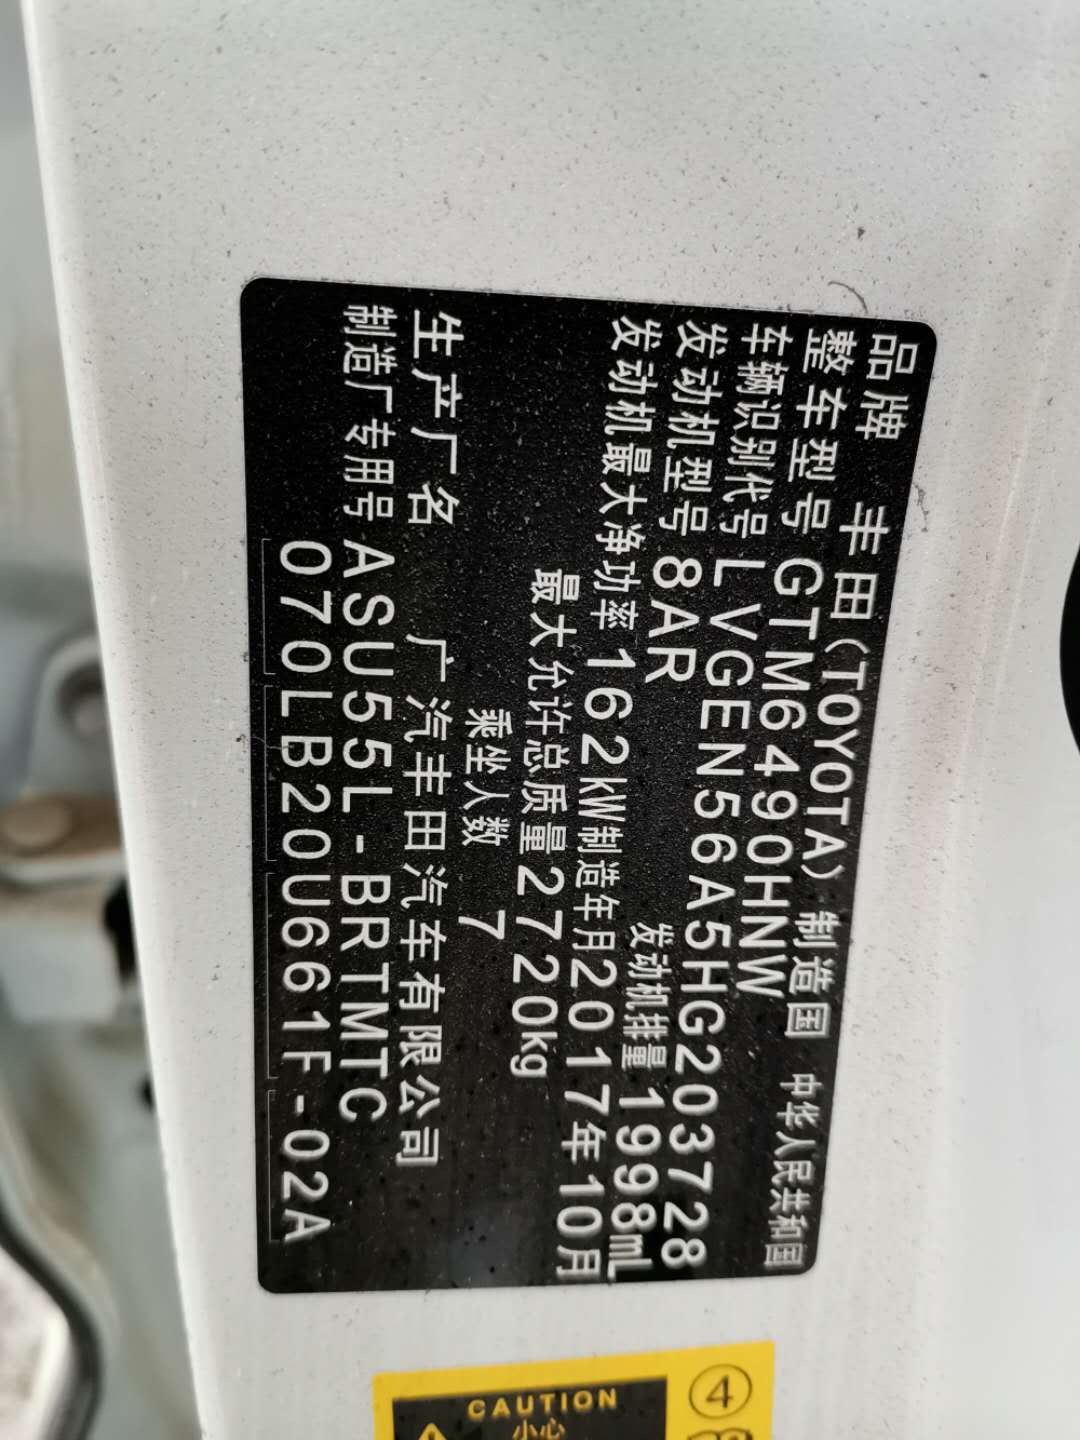 品牌 丰田(TOYOTA) 制造国 中华人民共和国
整车型号 GTM6490HNW
车辆识别代号 LVGEN56A5HG203728
发动机型号 8AR 发动机排量 1998mL
发动机最大净功率 162kW 制造年月 2017年10月
最大允许总质量 2720kg
乘坐人数 7
生产厂名 广汽丰田汽车有限公司
制造厂专用号 ASU55L-BRTMTC
070LB20U661F-02A
CAUTION
小心
4